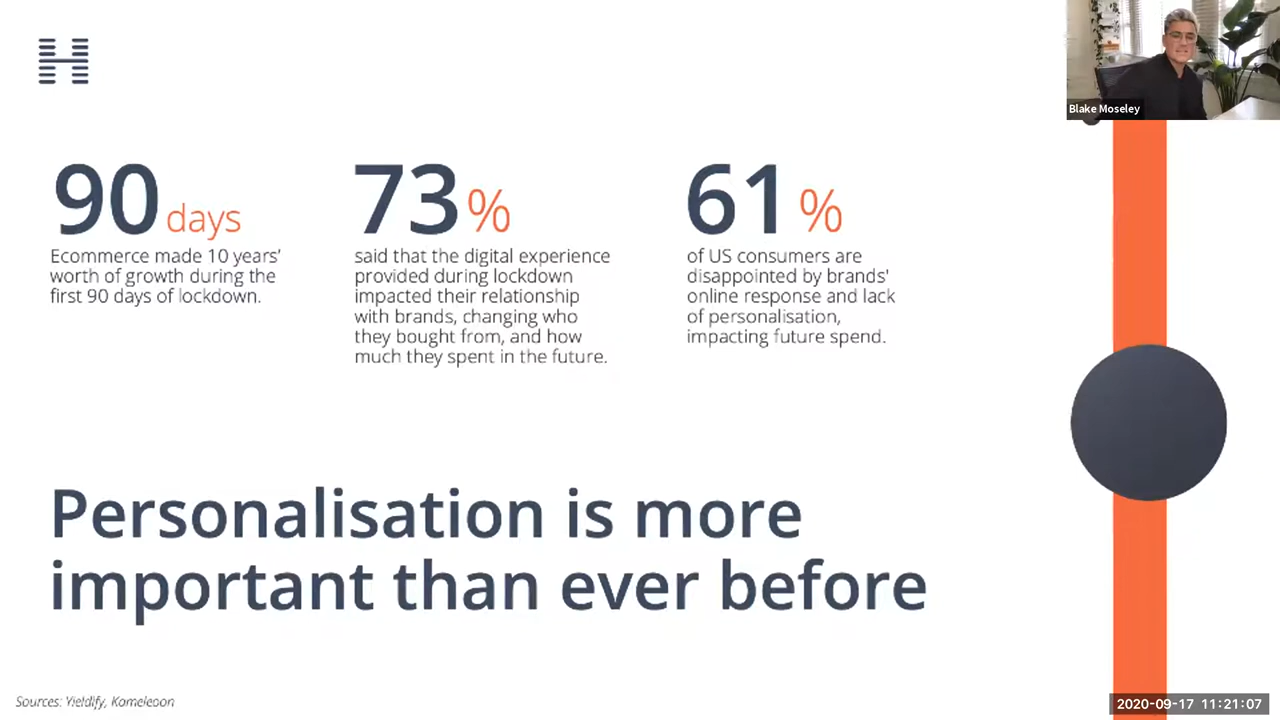 Blake Moseley
90 days
Ecommerce made 10 years'
worth of growth during the
first 90 days of lockdown.
73 %
said that the digital experience
provided during lockdown
impacted their relationship
with brands, changing who
they bought from, and how
much they spent in the future.
61 %
of US consumers are
disappointed by brands'
online response and lack
of personalisation,
impacting future spend.
Personalisation is more
important than ever before
Sources: Yieldify, Kameleoon
2020-09-17 11:21:07